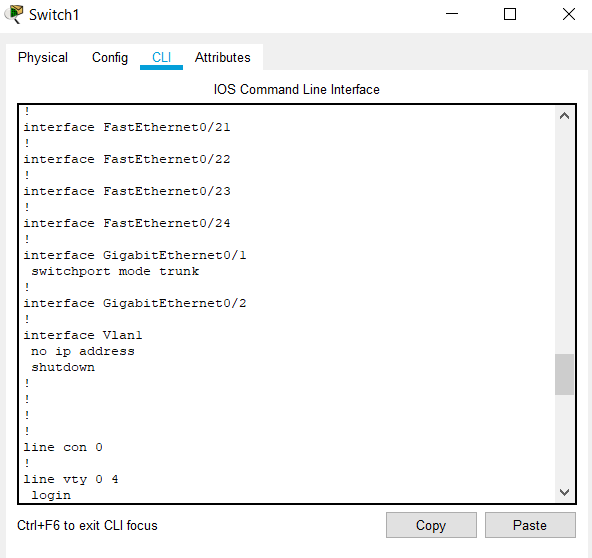 Switch1
Physical Config CLI Attributes
IOS Command Line Interface
!
interface FastEthernet0/21
!
interface FastEthernet0/22
!
interface FastEthernet0/23
!
interface FastEthernet0/24
!
interface GigabitEthernet0/1
 switchport mode trunk
!
interface GigabitEthernet0/2
!
interface Vlan1
 no ip address
 shutdown
!
!
!
!
line con 0
!
line vty 0 4
 login
Ctrl+F6 to exit CLI focus Copy Paste